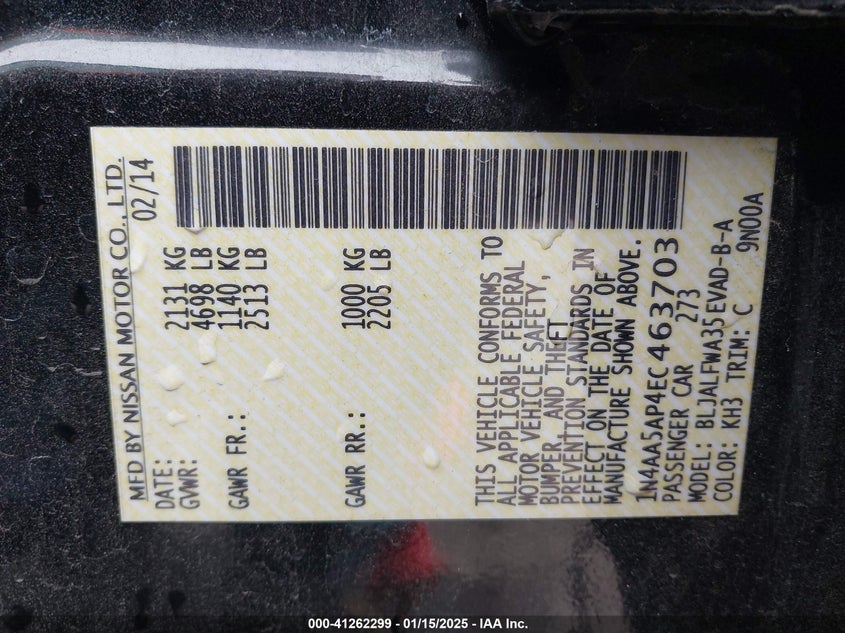 MFD BY NISSAN MOTOR CO., LTD.
DATE: 02/14
GVWR: 2131 KG
4698 LB
GAWR FR.: 1140 KG
2513 LB
GAWR RR.: 1000 KG
2205 LB
THIS VEHICLE CONFORMS TO
ALL APPLICABLE FEDERAL
MOTOR VEHICLE SAFETY,
BUMPER, AND THEFT
PREVENTION STANDARDS IN
EFFECT ON THE DATE OF
MANUFACTURE SHOWN ABOVE.
1N4AA5AP4EC463703
PASSENGER CAR 273
MODEL: BLJALFWA35EVAD-B-A
COLOR: KH3 TRIM: C 9N00A
000-41262299 - 01/15/2025 - IAA Inc.